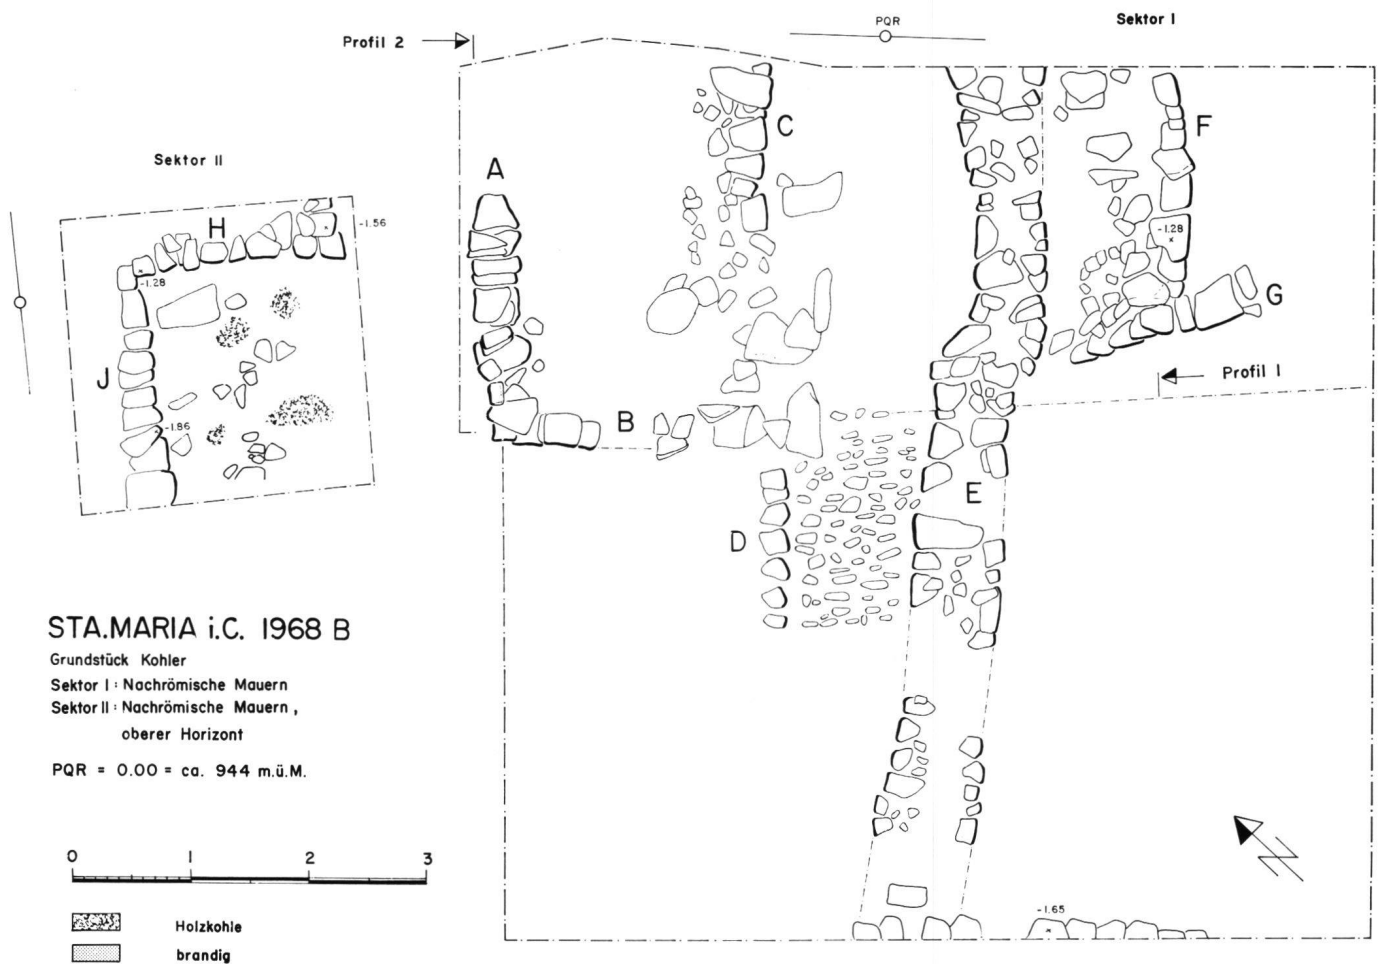 PQR
Sektor I
Profil 2
C
F
Sektor II
A
H
-1.56
-1.28
-1.28
G
J
Profil I
B
-1.86
E
D
STA.MARIA i.C. 1968 B
Grundstück Kohler
Sektor I : Nachrömische Mauern
Sektor II : Nachrömische Mauern ,
oberer Horizont
PQR = 0.00 = ca. 944 m.ü.M.
0 1 2 3
-1.65
Holzkohle
brandig